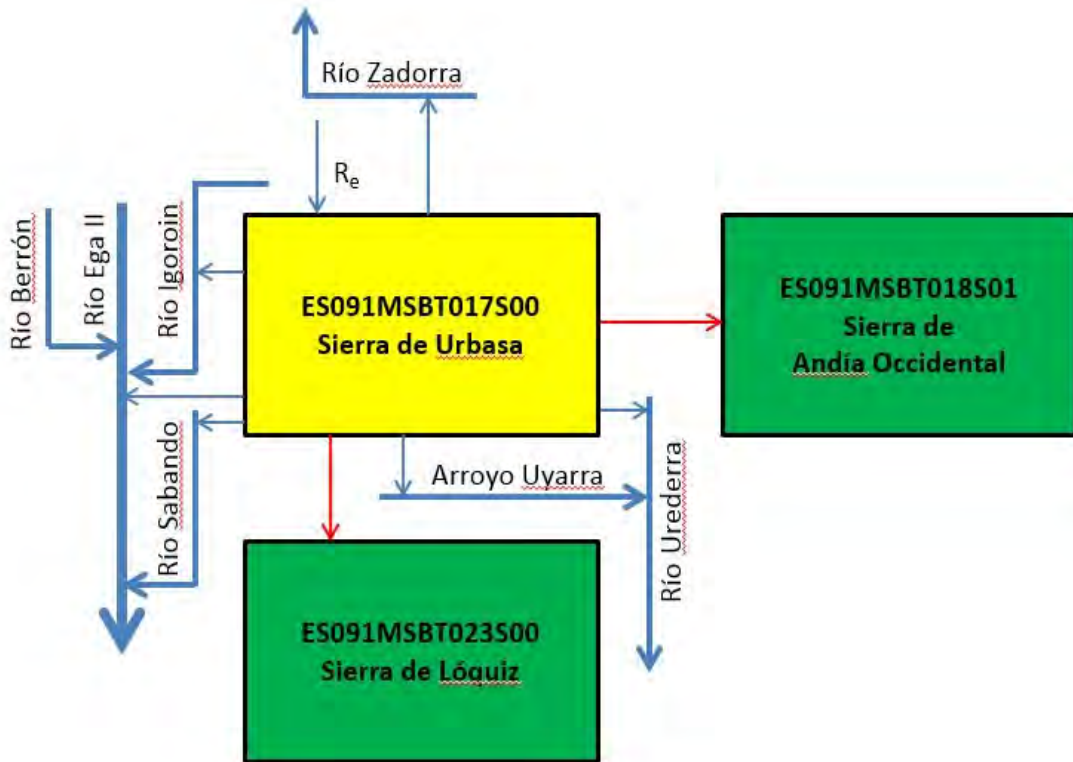 Río Zadorra
Re
Río Berrón
Río Ega II
Río Igoroin
ES091MSBT017S00
Sierra de Urbasa
ES091MSBT018S01
Sierra de
Andía Occidental
Río Sabando
Arroyo Uyarra
Río Urederra
ES091MSBT023S00
Sierra de Lóquiz